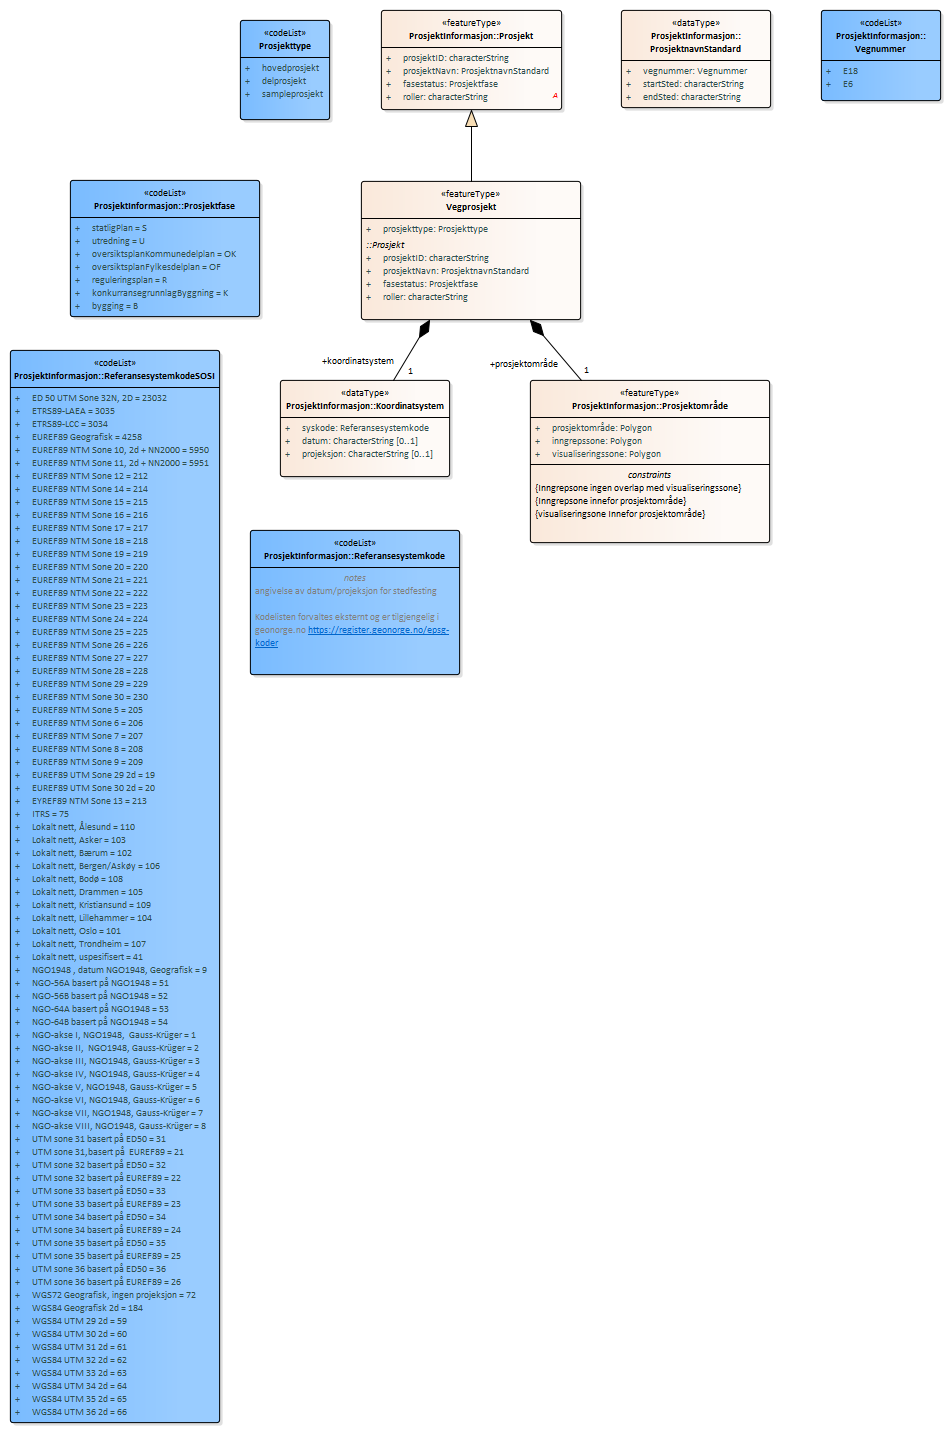 «codeList»
Prosjekttype
+ hovedprosjekt
+ delprosjekt
+ sampleprosjekt
«featureType»
ProsjektInformasjon::Prosjekt
+ prosjektID: characterString
+ prosjektNavn: ProsjektnavnStandard
+ fasestatus: Prosjektfase
+ roller: characterString
A
«dataType»
ProsjektInformasjon::
ProsjektnavnStandard
+ vegnummer: Vegnummer
+ startSted: characterString
+ endSted: characterString
«codeList»
ProsjektInformasjon::
Vegnummer
+ E18
+ E6
«codeList»
ProsjektInformasjon::Prosjektfase
+ statligPlan = S
+ utredning = U
+ oversiktsplanKommunedelplan = OK
+ oversiktsplanFylkesdelplan = OF
+ reguleringsplan = R
+ konkurransegrunnlagByggning = K
+ bygging = B
«featureType»
Vegprosjekt
+ prosjekttype: Prosjekttype
::Prosjekt
+ prosjektID: characterString
+ prosjektNavn: ProsjektnavnStandard
+ fasestatus: Prosjektfase
+ roller: characterString
+koordinatsystem
1
+prosjektområde
1
«dataType»
ProsjektInformasjon::Koordinatsystem
+ syskode: Referansesystemkode
+ datum: CharacterString [0..1]
+ projeksjon: CharacterString [0..1]
«featureType»
ProsjektInformasjon::Prosjektområde
+ prosjektområde: Polygon
+ inngrepssone: Polygon
+ visualiseringssone: Polygon
constraints
{Inngrepsone ingen overlap med visualiseringssone}
{Inngrepsone innefor prosjektområde}
{visualiseringsone Innefor prosjektområde}
«codeList»
ProsjektInformasjon::Referansesystemkode
notes
angivelse av datum/projeksjon for stedfesting
Kodelisten forvaltes eksternt og er tilgjengelig i
geonorge.no https://register.geonorge.no/epsg-
koder
«codeList»
ProsjektInformasjon::ReferansesystemkodeSOSI
+ ED 50 UTM Sone 32N, 2D = 23032
+ ETRS89-LAEA = 3035
+ ETRS89-LCC = 3034
+ EUREF89 Geografisk = 4258
+ EUREF89 NTM Sone 10, 2d + NN2000 = 5950
+ EUREF89 NTM Sone 11, 2d + NN2000 = 5951
+ EUREF89 NTM Sone 12 = 212
+ EUREF89 NTM Sone 14 = 214
+ EUREF89 NTM Sone 15 = 215
+ EUREF89 NTM Sone 16 = 216
+ EUREF89 NTM Sone 17 = 217
+ EUREF89 NTM Sone 18 = 218
+ EUREF89 NTM Sone 19 = 219
+ EUREF89 NTM Sone 20 = 220
+ EUREF89 NTM Sone 21 = 221
+ EUREF89 NTM Sone 22 = 222
+ EUREF89 NTM Sone 23 = 223
+ EUREF89 NTM Sone 24 = 224
+ EUREF89 NTM Sone 25 = 225
+ EUREF89 NTM Sone 26 = 226
+ EUREF89 NTM Sone 27 = 227
+ EUREF89 NTM Sone 28 = 228
+ EUREF89 NTM Sone 29 = 229
+ EUREF89 NTM Sone 30 = 230
+ EUREF89 NTM Sone 5 = 205
+ EUREF89 NTM Sone 6 = 206
+ EUREF89 NTM Sone 7 = 207
+ EUREF89 NTM Sone 8 = 208
+ EUREF89 NTM Sone 9 = 209
+ EUREF89 UTM Sone 29 2d = 19
+ EUREF89 UTM Sone 30 2d = 20
+ EYREF89 NTM Sone 13 = 213
+ ITRS = 75
+ Lokalt nett, Ålesund = 110
+ Lokalt nett, Asker = 103
+ Lokalt nett, Bærum = 102
+ Lokalt nett, Bergen/Askøy = 106
+ Lokalt nett, Bodø = 108
+ Lokalt nett, Drammen = 105
+ Lokalt nett, Kristiansund = 109
+ Lokalt nett, Lillehammer = 104
+ Lokalt nett, Oslo = 101
+ Lokalt nett, Trondheim = 107
+ Lokalt nett, uspesifisert = 41
+ NGO1948 , datum NGO1948, Geografisk = 9
+ NGO-56A basert på NGO1948 = 51
+ NGO-56B basert på NGO1948 = 52
+ NGO-64A basert på NGO1948 = 53
+ NGO-64B basert på NGO1948 = 54
+ NGO-akse I, NGO1948, Gauss-Krüger = 1
+ NGO-akse II, NGO1948, Gauss-Krüger = 2
+ NGO-akse III, NGO1948, Gauss-Krüger = 3
+ NGO-akse IV, NGO1948, Gauss-Krüger = 4
+ NGO-akse V, NGO1948, Gauss-Krüger = 5
+ NGO-akse VI, NGO1948, Gauss-Krüger = 6
+ NGO-akse VII, NGO1948, Gauss-Krüger = 7
+ NGO-akse VIII, NGO1948, Gauss-Krüger = 8
+ UTM sone 31 basert på ED50 = 31
+ UTM sone 31,basert på EUREF89 = 21
+ UTM sone 32 basert på ED50 = 32
+ UTM sone 32 basert på EUREF89 = 22
+ UTM sone 33 basert på ED50 = 33
+ UTM sone 33 basert på EUREF89 = 23
+ UTM sone 34 basert på ED50 = 34
+ UTM sone 34 basert på EUREF89 = 24
+ UTM sone 35 basert på ED50 = 35
+ UTM sone 35 basert på EUREF89 = 25
+ UTM sone 36 basert på ED50 = 36
+ UTM sone 36 basert på EUREF89 = 26
+ WGS72 Geografisk, ingen projeksjon = 72
+ WGS84 Geografisk 2d = 184
+ WGS84 UTM 29 2d = 59
+ WGS84 UTM 30 2d = 60
+ WGS84 UTM 31 2d = 61
+ WGS84 UTM 32 2d = 62
+ WGS84 UTM 33 2d = 63
+ WGS84 UTM 34 2d = 64
+ WGS84 UTM 35 2d = 65
+ WGS84 UTM 36 2d = 66